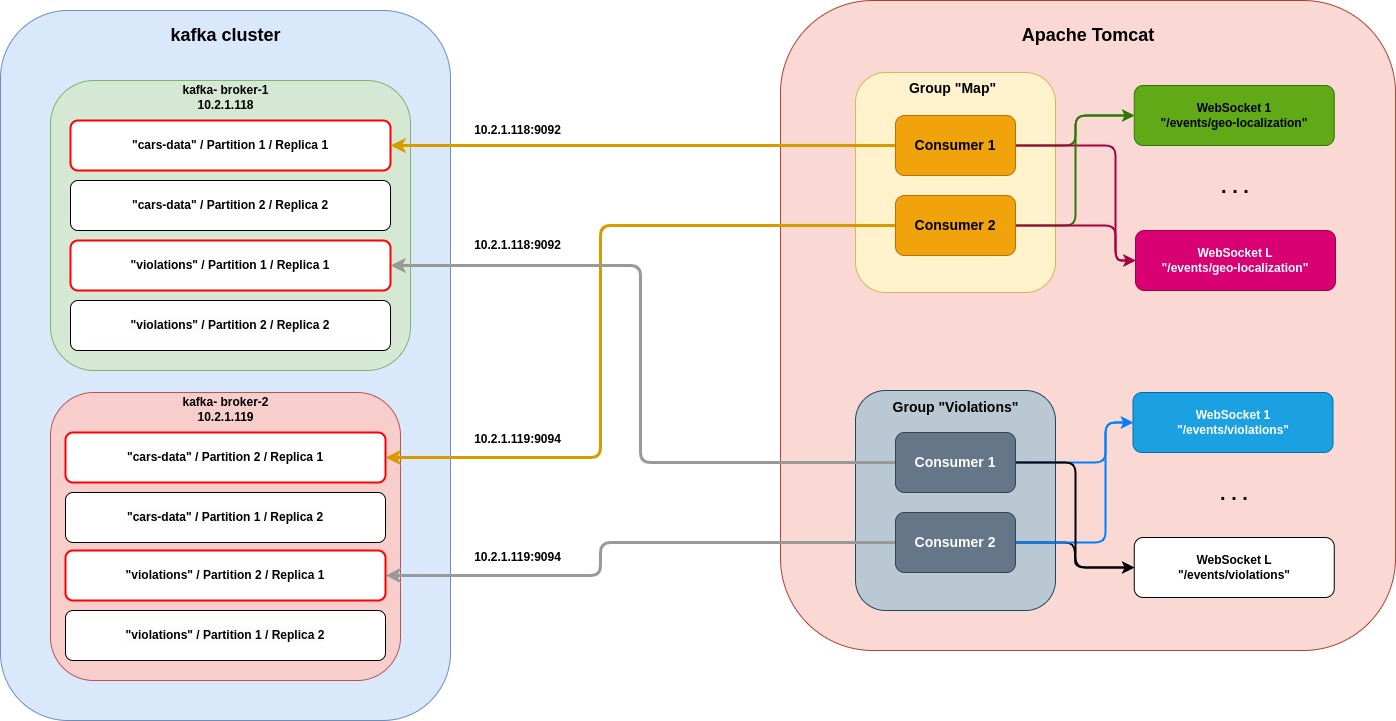 kafka cluster
kafka- broker-1
10.2.1.118
"cars-data" / Partition 1 / Replica 1
"cars-data" / Partition 2 / Replica 2
"violations" / Partition 1 / Replica 1
"violations" / Partition 2 / Replica 2
kafka- broker-2
10.2.1.119
"cars-data" / Partition 2 / Replica 1
"cars-data" / Partition 1 / Replica 2
"violations" / Partition 2 / Replica 1
"violations" / Partition 1 / Replica 2
10.2.1.118:9092
10.2.1.118:9092
10.2.1.119:9094
10.2.1.119:9094
Apache Tomcat
Group "Map"
Consumer 1
Consumer 2
WebSocket 1
"/events/geo-localization"
. . .
WebSocket L
"/events/geo-localization"
Group "Violations"
Consumer 1
Consumer 2
WebSocket 1
"/events/violations"
. . .
WebSocket L
"/events/violations"